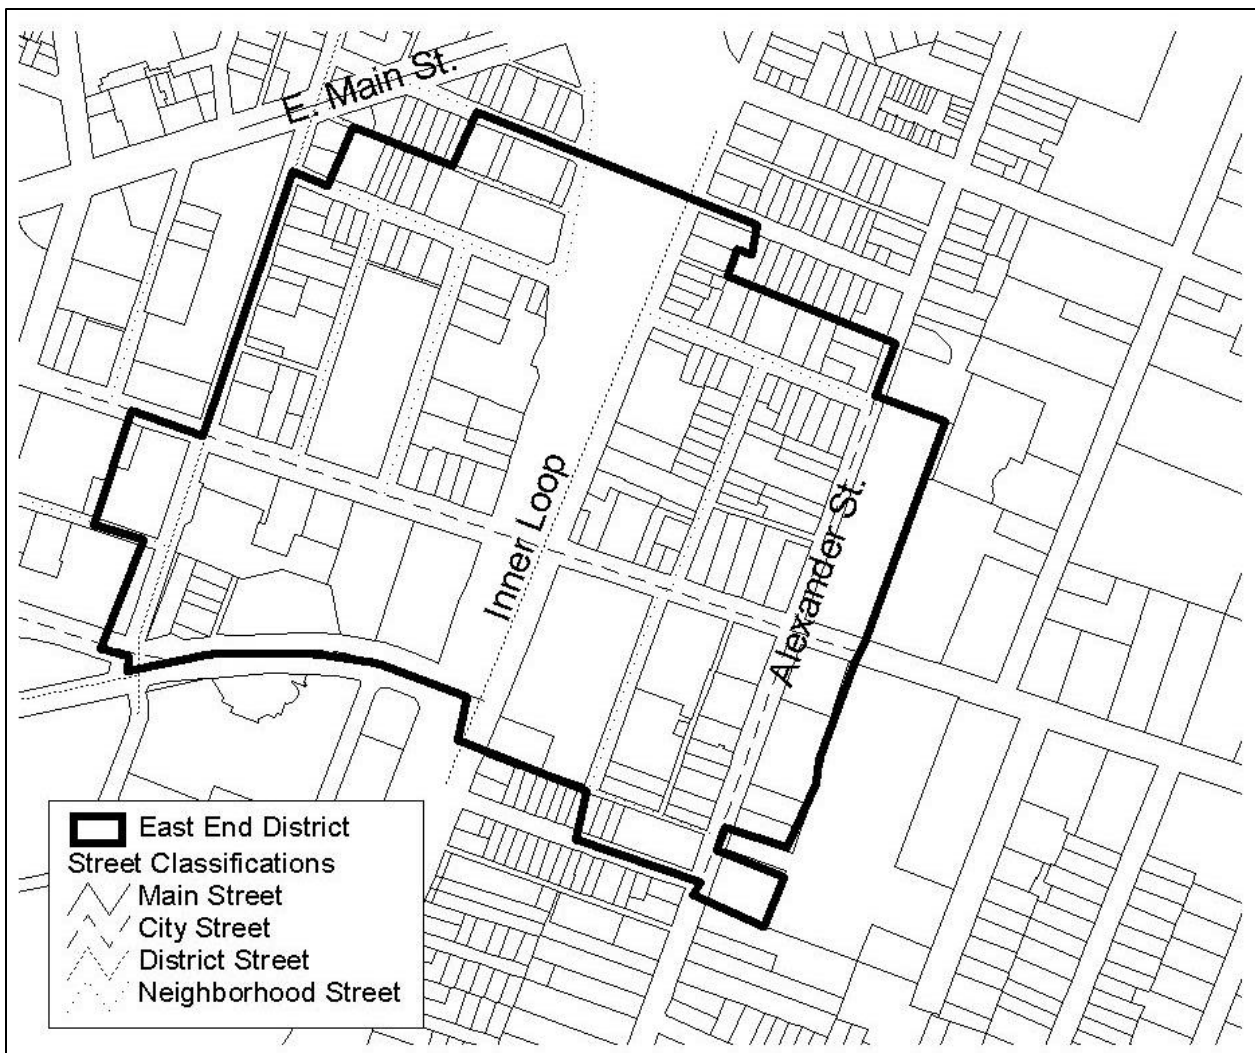 E. Main St.
Inner Loop
Alexander St.
East End District
Street Classifications
Main Street
City Street
District Street
Neighborhood Street